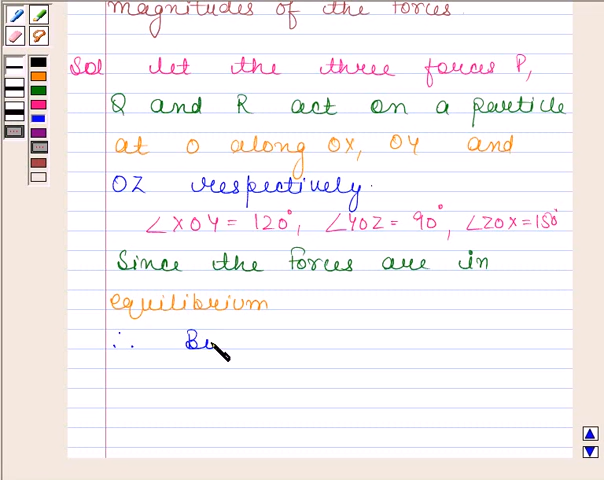 magnitudes of the forces
Sol let the three forces P,
Q and R act on a particle
at O along OX, OY and
OZ respectively.
∠XOY = 120°, ∠YOZ = 90°, ∠ZOX = 150°
Since the forces are in
equilibrium
∴ By